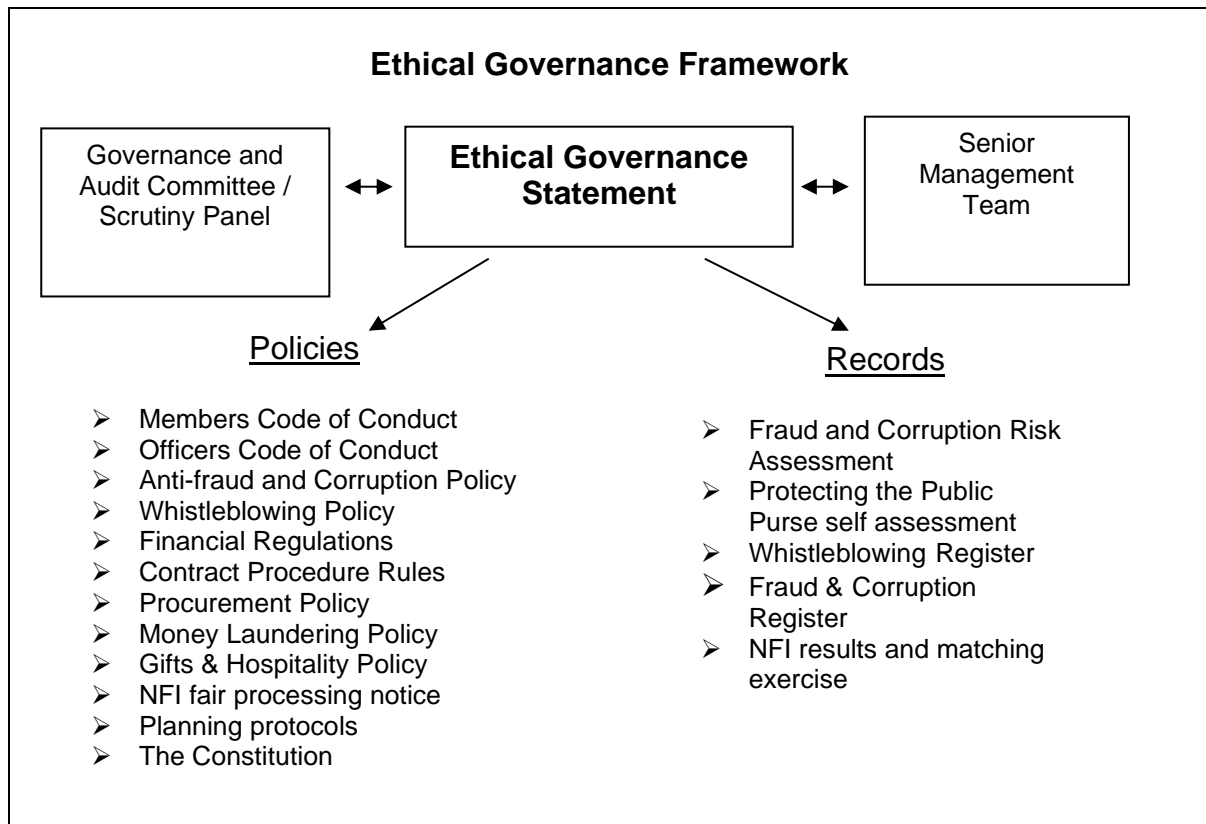 Ethical Governance Framework
Governance and
Audit Committee /
Scrutiny Panel
Ethical Governance
Statement
Senior
Management
Team
Policies
➢ Members Code of Conduct
➢ Officers Code of Conduct
➢ Anti-fraud and Corruption Policy
➢ Whistleblowing Policy
➢ Financial Regulations
➢ Contract Procedure Rules
➢ Procurement Policy
➢ Money Laundering Policy
➢ Gifts & Hospitality Policy
➢ NFI fair processing notice
➢ Planning protocols
➢ The Constitution
Records
➢ Fraud and Corruption Risk
Assessment
➢ Protecting the Public
Purse self assessment
➢ Whistleblowing Register
➢ Fraud & Corruption
Register
➢ NFI results and matching
exercise